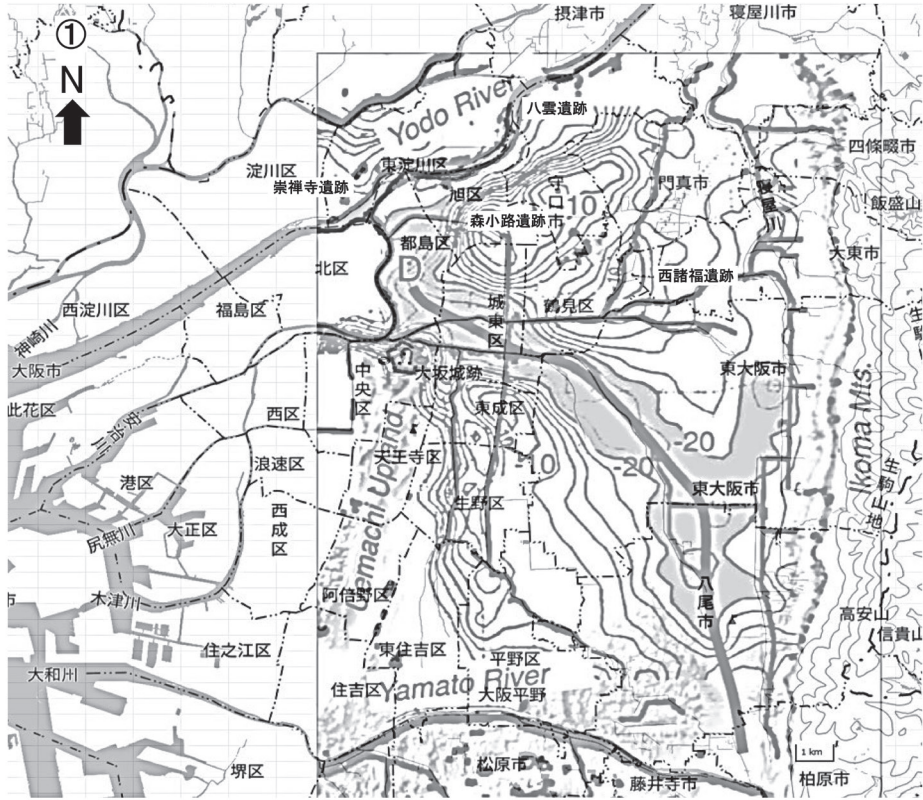 ①
N
摂津市
寝屋川市
Yodo River
八雲遺跡
四條畷市
淀川区
東淀川区
崇禅寺遺跡
旭区
守口
門真市
寝屋川
飯盛山
10
森小路遺跡市
都島区
大東市
北区
D
西諸福遺跡
西淀川区
福島区
城東区
鶴見区
神崎川
大阪市
中央区
大坂城跡
東大阪市
此花区
安治川
西区
東成区
Ikoma Mts.
-20
-20
浪速区
天王寺区
Uemachi Upland
港区
東大阪市
生駒山地
生野区
西成区
大正区
尻無川
八尾市
木津川
阿倍野区
高安山
信貴山
住之江区
東住吉区
平野区
大和川
住吉区
Yamato River
大阪平野
1 km
堺区
松原市
藤井寺市
柏原市